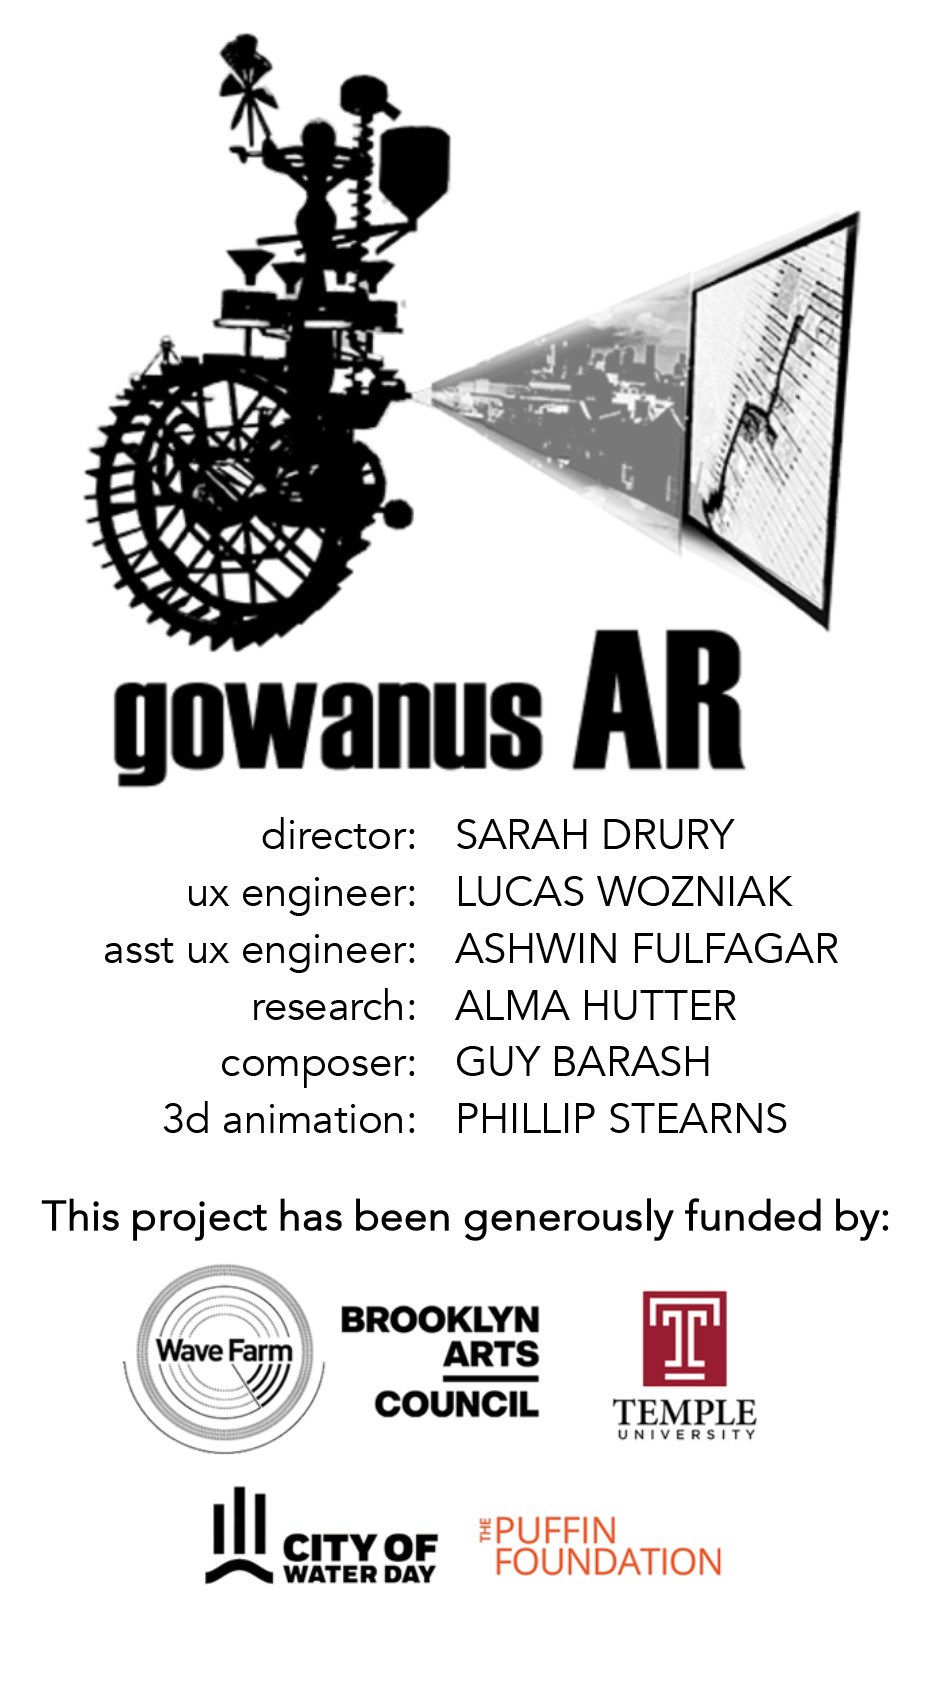 gowanus AR
director: SARAH DRURY
ux engineer: LUCAS WOZNIAK
asst ux engineer: ASHWIN FULFAGAR
research: ALMA HUTTER
composer: GUY BARASH
3d animation: PHILLIP STEARNS
This project has been generously funded by:
Wave Farm
BROOKLYN
ARTS
COUNCIL
TEMPLE
UNIVERSITY
CITY OF
WATER DAY
THE PUFFIN
FOUNDATION